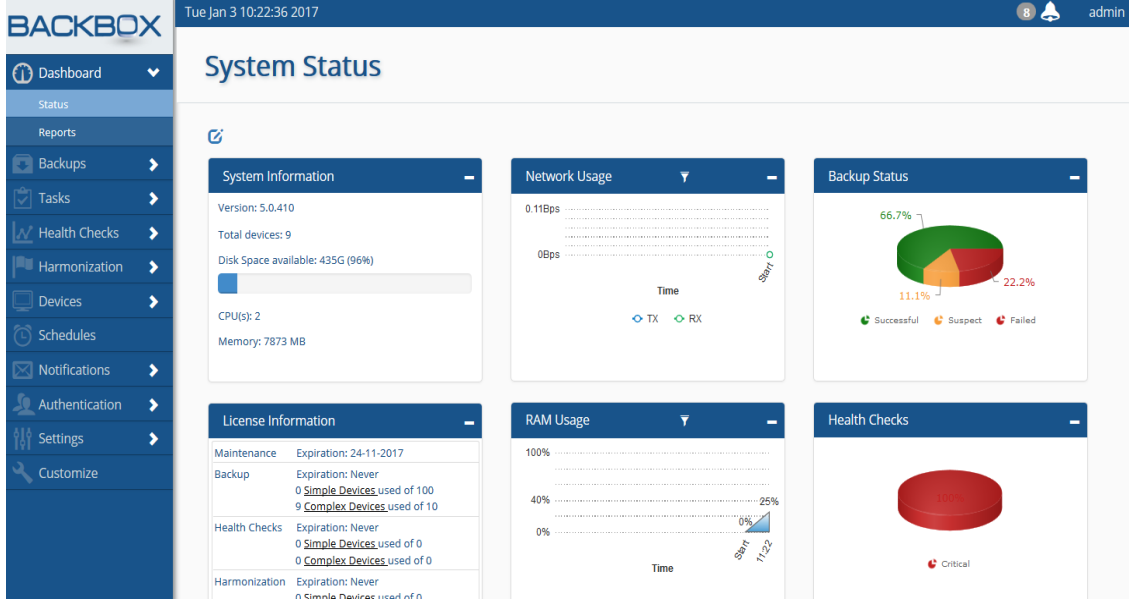 BACKBOX
Tue Jan 3 10:22:36 2017
8
admin
Dashboard
Status
Reports
Backups
Tasks
Health Checks
Harmonization
Devices
Schedules
Notifications
Authentication
Settings
Customize
System Status
System Information
Version: 5.0.410
Total devices: 9
Disk Space available: 435G (96%)
CPU(s): 2
Memory: 7873 MB
Network Usage
0.11Bps
0Bps
Start
Time
TX RX
Backup Status
66.7%
22.2%
11.1%
Successful Suspect Failed
License Information
Maintenance Expiration: 24-11-2017
Backup Expiration: Never
0 Simple Devices used of 100
9 Complex Devices used of 10
Health Checks Expiration: Never
0 Simple Devices used of 0
0 Complex Devices used of 0
Harmonization Expiration: Never
0 Simple Devices used of 0
RAM Usage
100%
40%
25%
0%
0%
Start
11:22
Time
Health Checks
100%
Critical